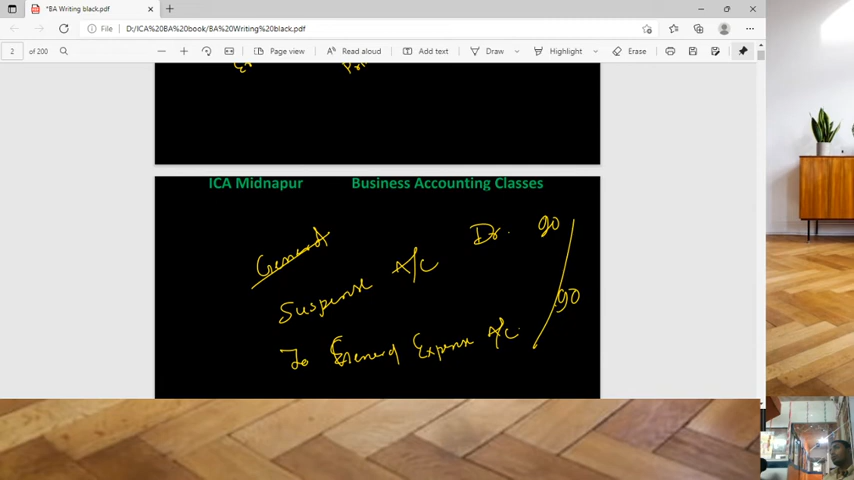 *BA Writing black.pdf
File D:/ICA%20BA%20book/BA%20Writing%20black.pdf
2 of 200 Page view Read aloud Add text Draw Highlight Erase
ICA Midnapur Business Accounting Classes
General
Dr. 90
Suspense A/c
90
To General Expense A/c